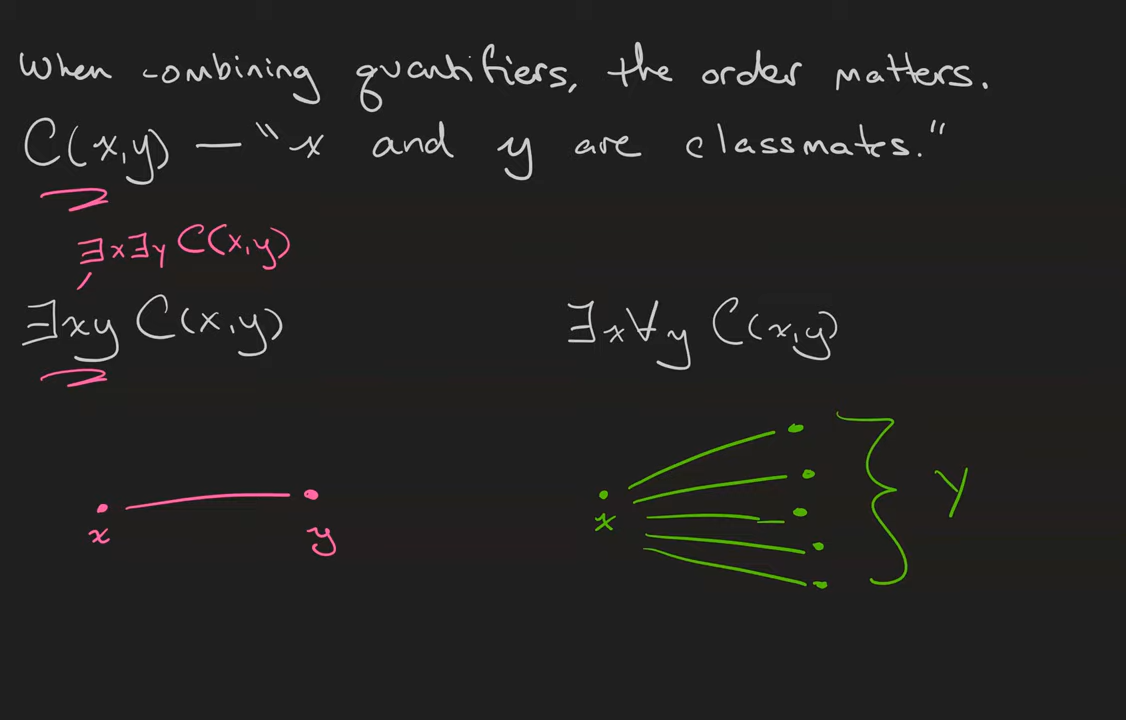 When combining quantifiers, the order matters.
C(x,y) — "x and y are classmates."
∃x∃y C(x,y)
∃xy C(x,y)
∃x∀y C(x,y)
x
y
x
Y